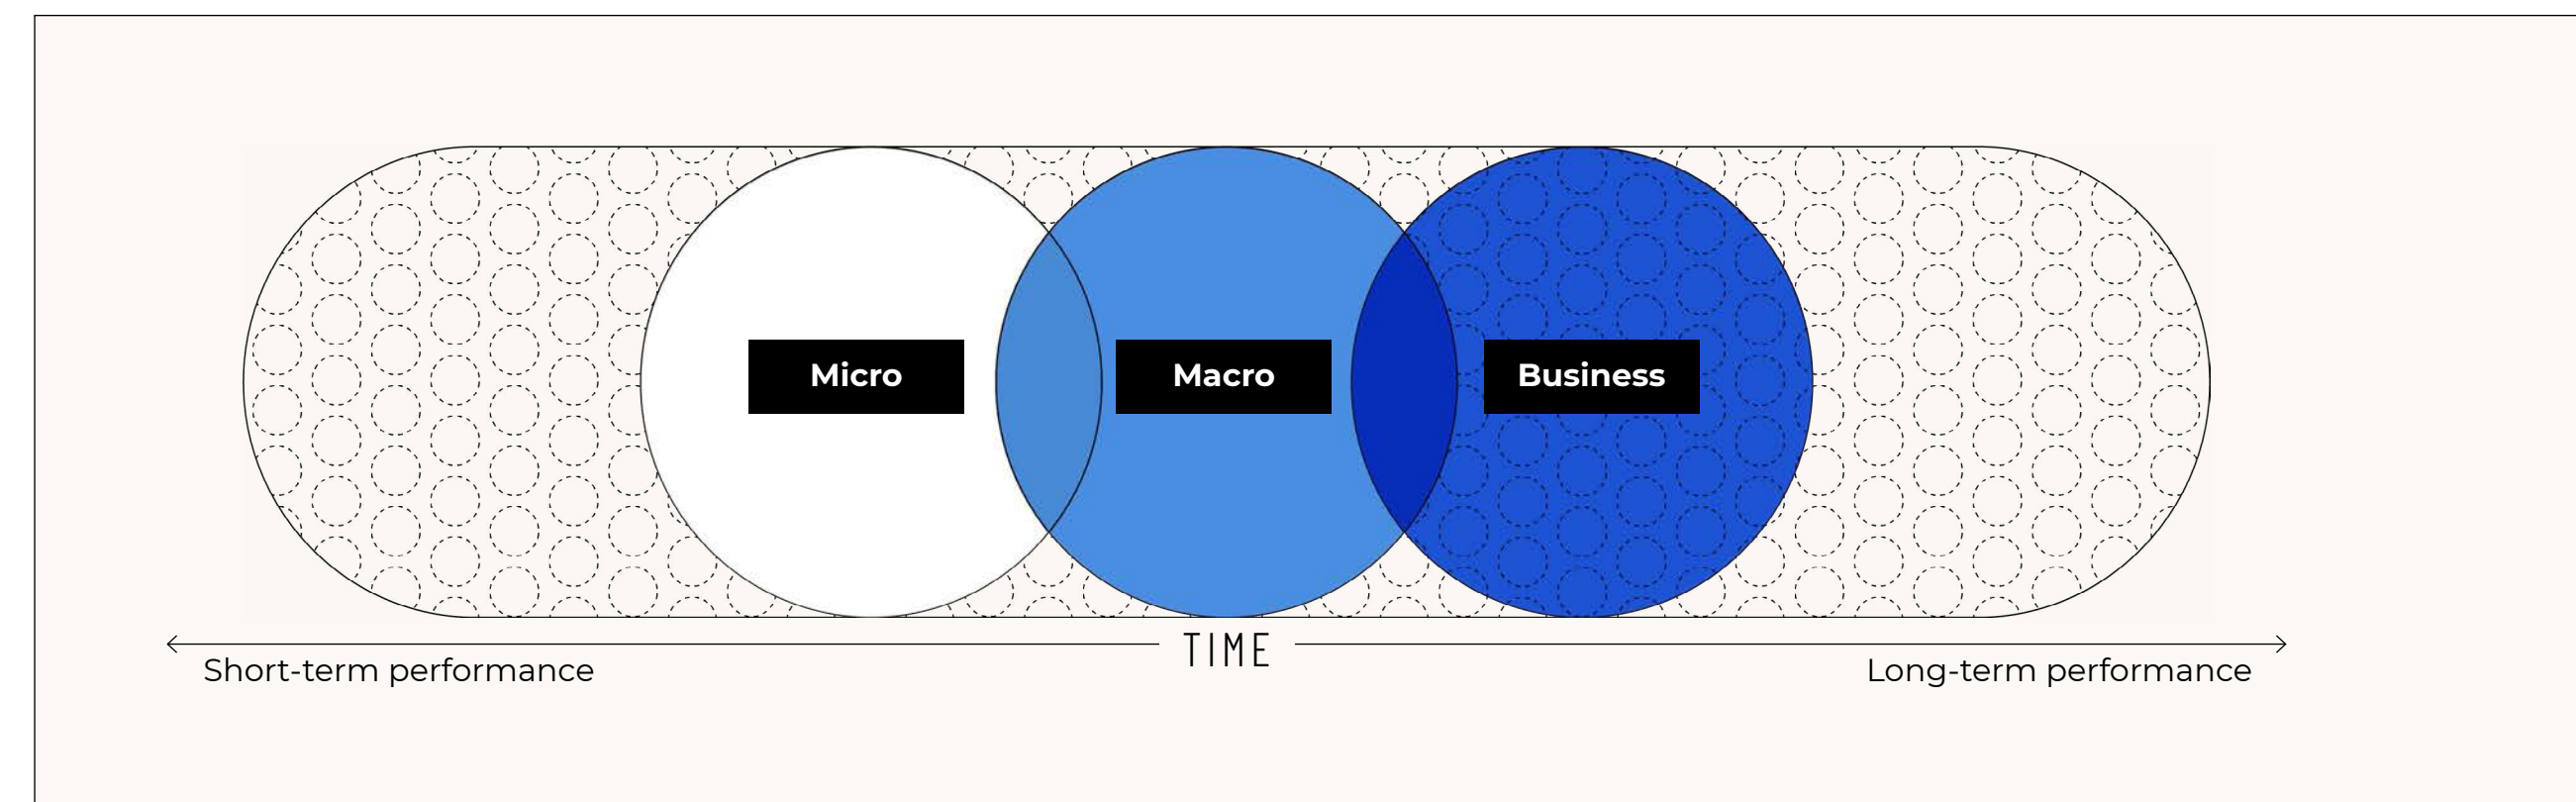 Micro
Macro
Business
TIME
Short-term performance
Long-term performance